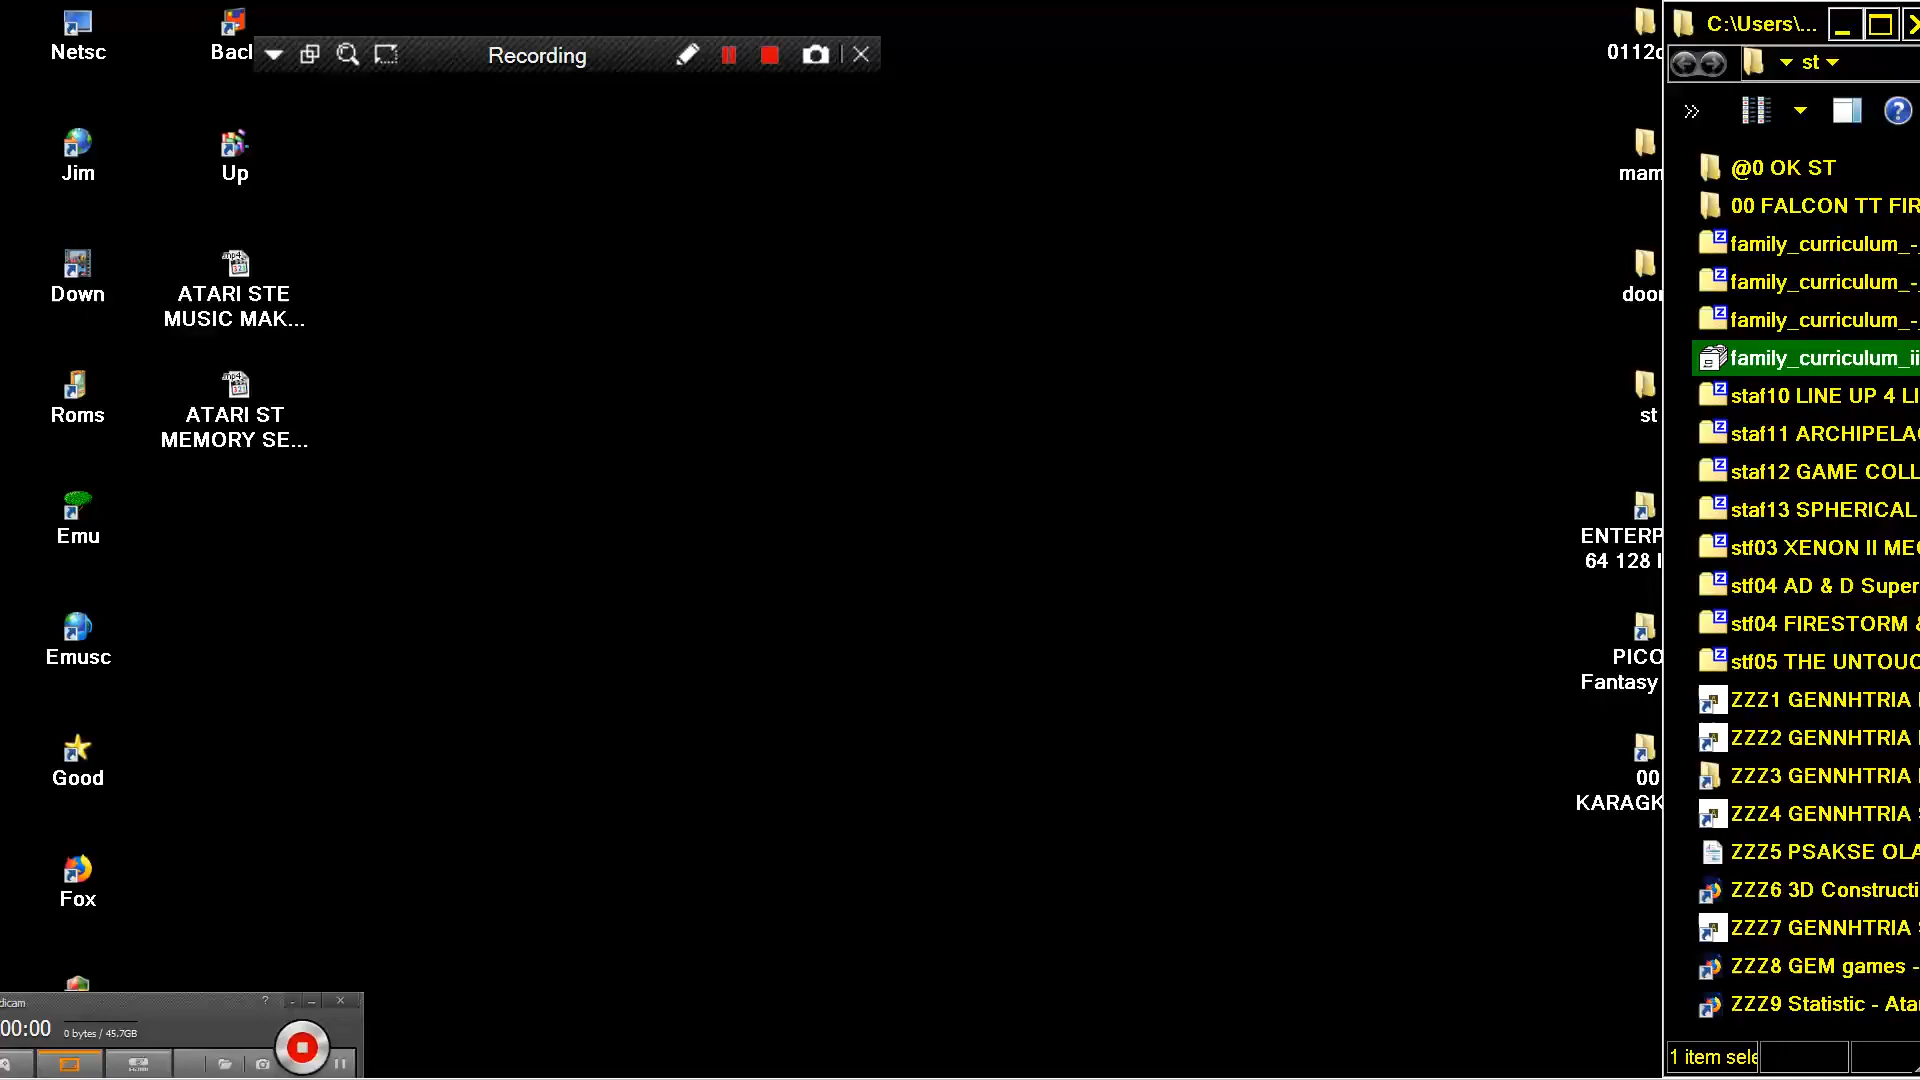 Netsc
Bacl
Recording
Jim
Up
Down
ATARI STE
MUSIC MAK...
Roms
ATARI ST
MEMORY SE...
Emu
Emusc
Good
Fox
dicam
00:00
0 bytes / 45.7GB
0112
mam
door
st
ENTERP
64 128
PICO
Fantasy
00
KARAGK
C:\Users\...
st
@0 OK ST
00 FALCON TT FIR
family_curriculum_-_
family_curriculum_-_
family_curriculum_-_
family_curriculum_ii
staf10 LINE UP 4 LI
staf11 ARCHIPELAG
staf12 GAME COLL
staf13 SPHERICAL
stf03 XENON II MEG
stf04 AD & D Super
stf04 FIRESTORM &
stf05 THE UNTOUC
ZZZ1 GENNHTRIA
ZZZ2 GENNHTRIA
ZZZ3 GENNHTRIA
ZZZ4 GENNHTRIA
ZZZ5 PSAKSE OLA
ZZZ6 3D Constructi
ZZZ7 GENNHTRIA
ZZZ8 GEM games -
ZZZ9 Statistic - Atar
1 item sele